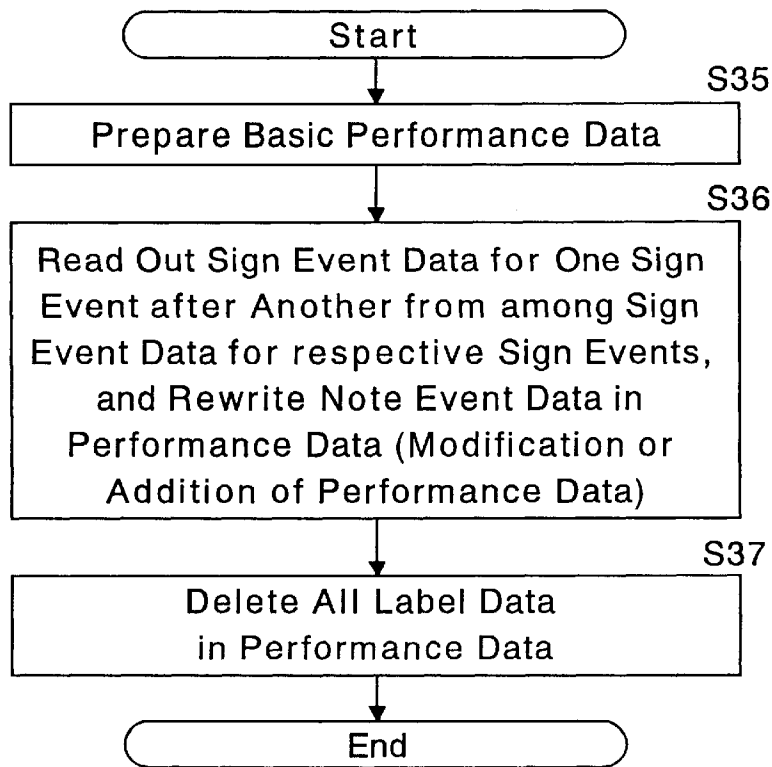 Start
S35
Prepare Basic Performance Data
S36
Read Out Sign Event Data for One Sign
Event after Another from among Sign
Event Data for respective Sign Events,
and Rewrite Note Event Data in
Performance Data (Modification or
Addition of Performance Data)
S37
Delete All Label Data
in Performance Data
End